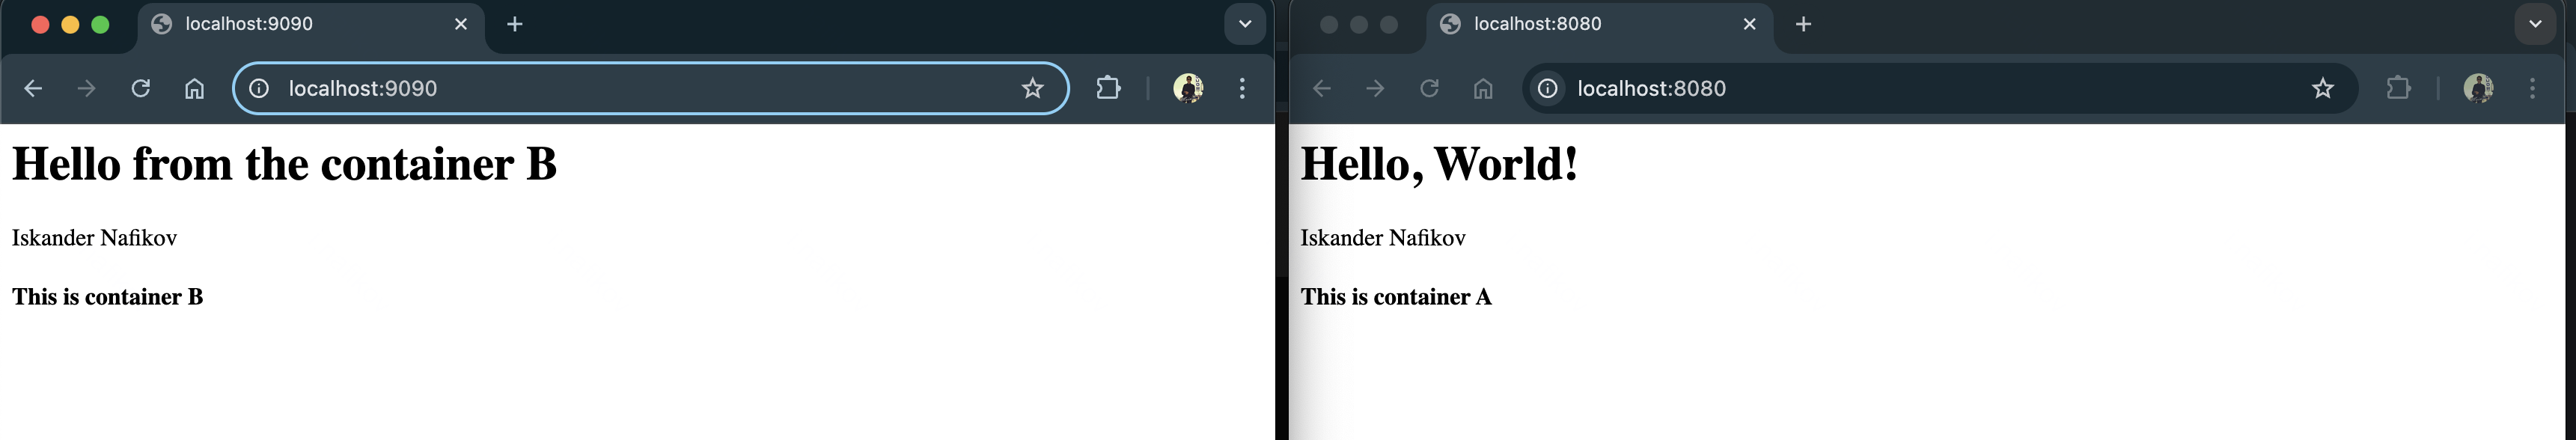 localhost:9090
localhost:9090
Hello from the container B
Iskander Nafikov
This is container B
localhost:8080
localhost:8080
Hello, World!
Iskander Nafikov
This is container A